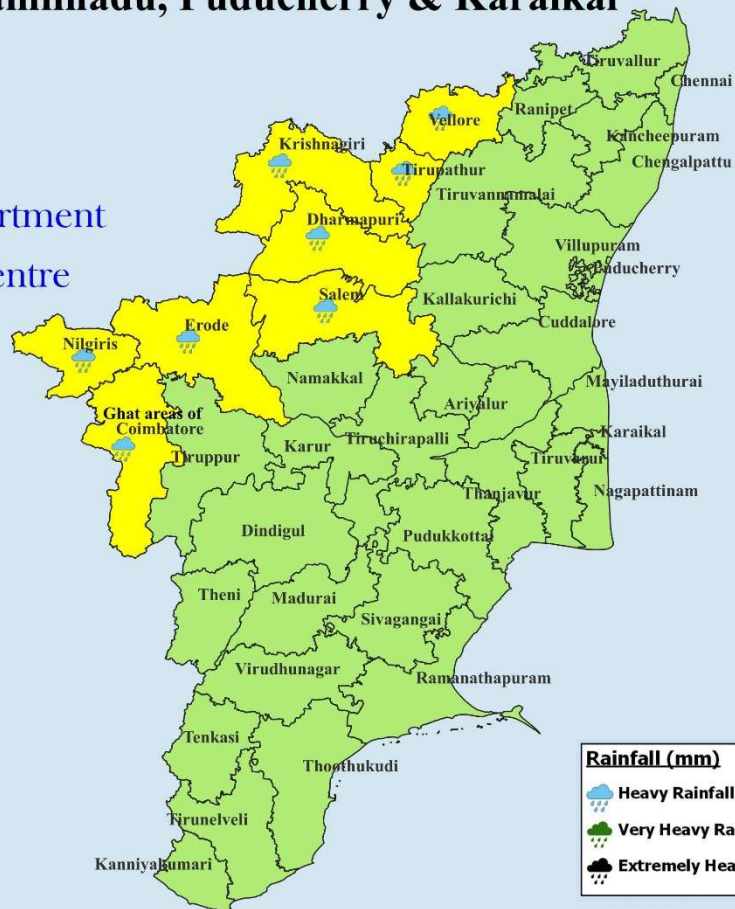 Puducherry & Karaikal
rtment
entre
Tiruvallur
Chennai
Ranipet
Vellore
Kancheepuram
Krishnagiri
Chengalpattu
Tirupathur
Tiruvannamalai
Dharmapuri
Villupuram
Puducherry
Salem
Kallakurichi
Erode
Cuddalore
Nilgiris
Namakkal
Mayiladuthurai
Ariyalur
Ghat areas of
Coimbatore
Karaikal
Karur
Tiruchirapalli
Tiruppur
Tiruvarur
Thanjavur
Nagapattinam
Dindigul
Pudukkottai
Theni
Madurai
Sivagangai
Virudhunagar
Ramanathapuram
Tenkasi
Thoothukudi
Tirunelveli
Kanniyakumari
Rainfall (mm)
Heavy Rainfall
Very Heavy Ra
Extremely Hea